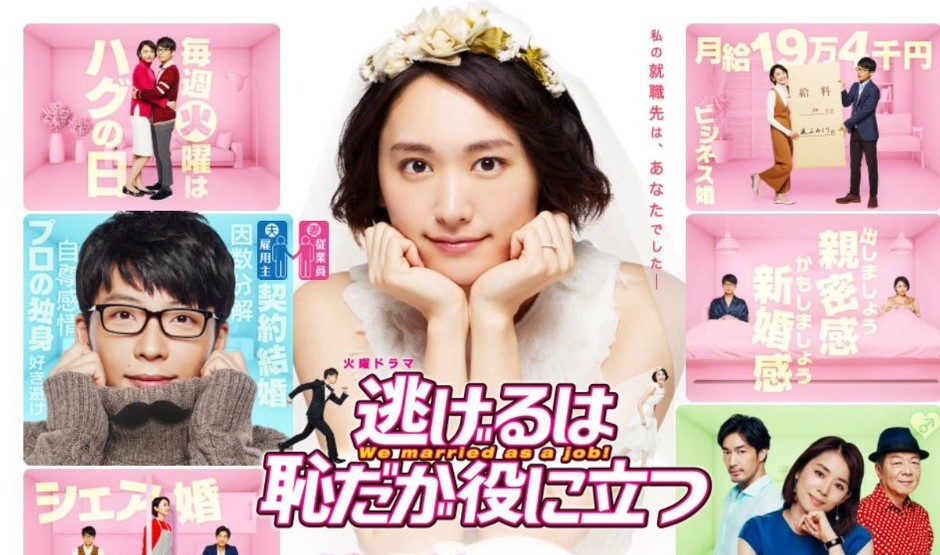 毎週火曜は
ハグの日
月給19万4千円
ビジネス婚
給料
私の就職先は、あなたでした―
因数分解
自尊感情
プロの独身
好き避け
夫
雇用主
妻
従業員
契約結婚
出しましょう
親密感
かもしましょう
新婚感
火曜ドラマ
逃げるは
We married as a job!
恥だが役に立つ
シェア婚